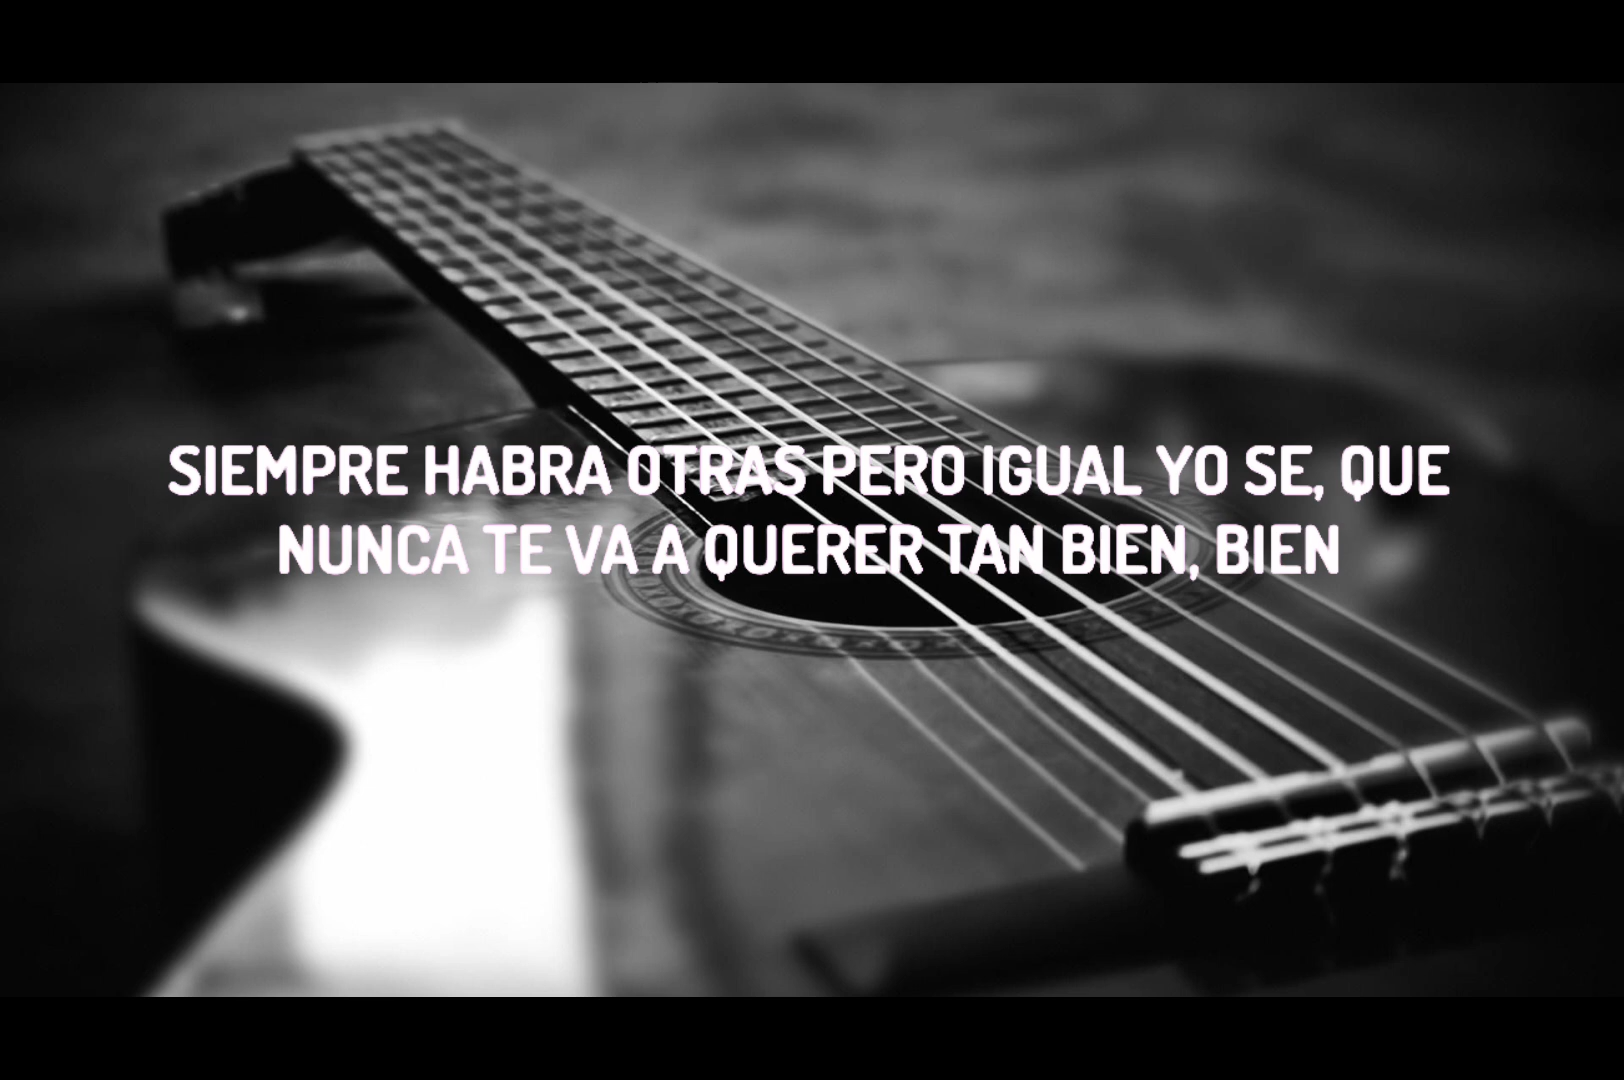 SIEMPRE HABRA OTRAS PERO IGUAL YO SE, QUE
NUNCA TE VA A QUERER TAN BIEN, BIEN